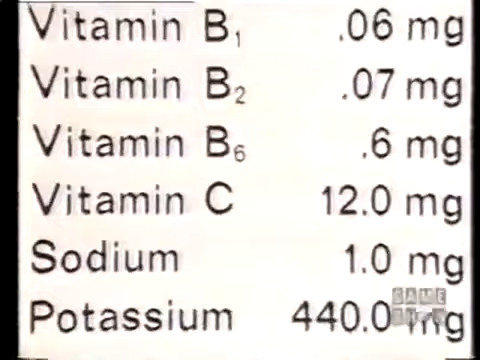 Vitamin B₁ .06 mg
Vitamin B₂ .07 mg
Vitamin B₆ .6 mg
Vitamin C 12.0 mg
Sodium 1.0 mg
Potassium 440.0 mg
GAME